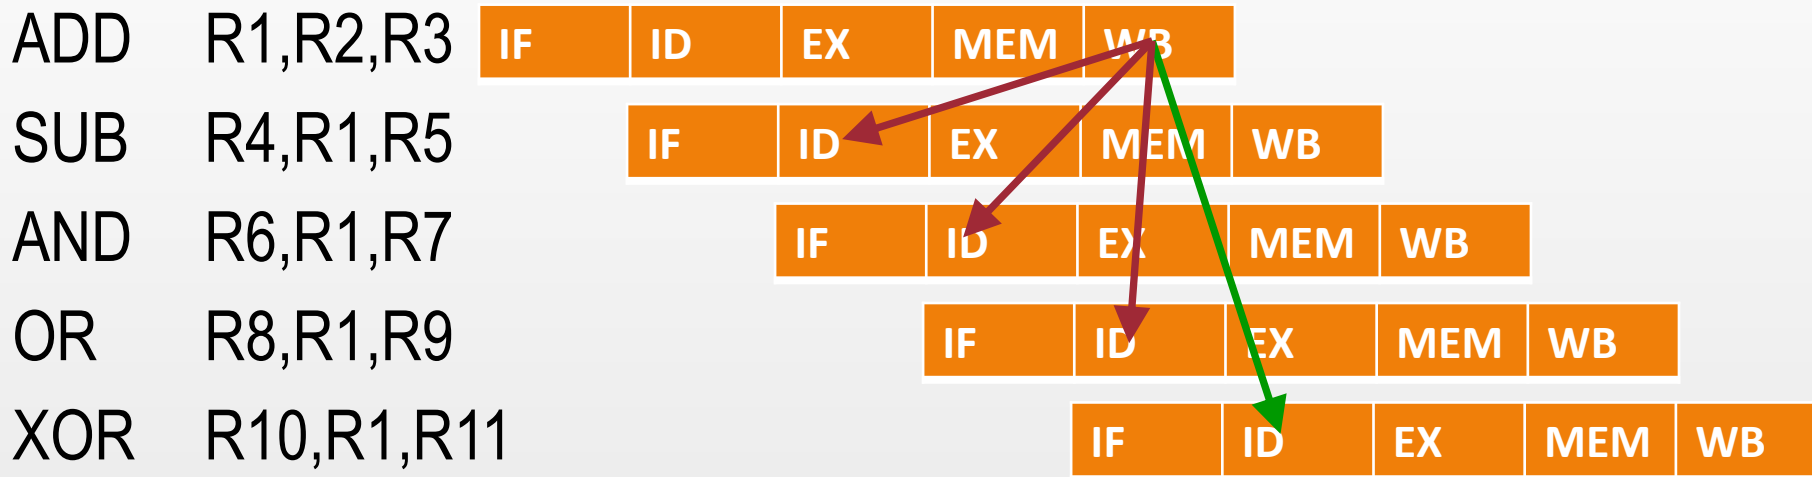 ADD R1,R2,R3 IF ID EX MEM WB
SUB R4,R1,R5 IF ID EX MEM WB
AND R6,R1,R7 IF ID EX MEM WB
OR R8,R1,R9 IF ID EX MEM WB
XOR R10,R1,R11 IF ID EX MEM WB